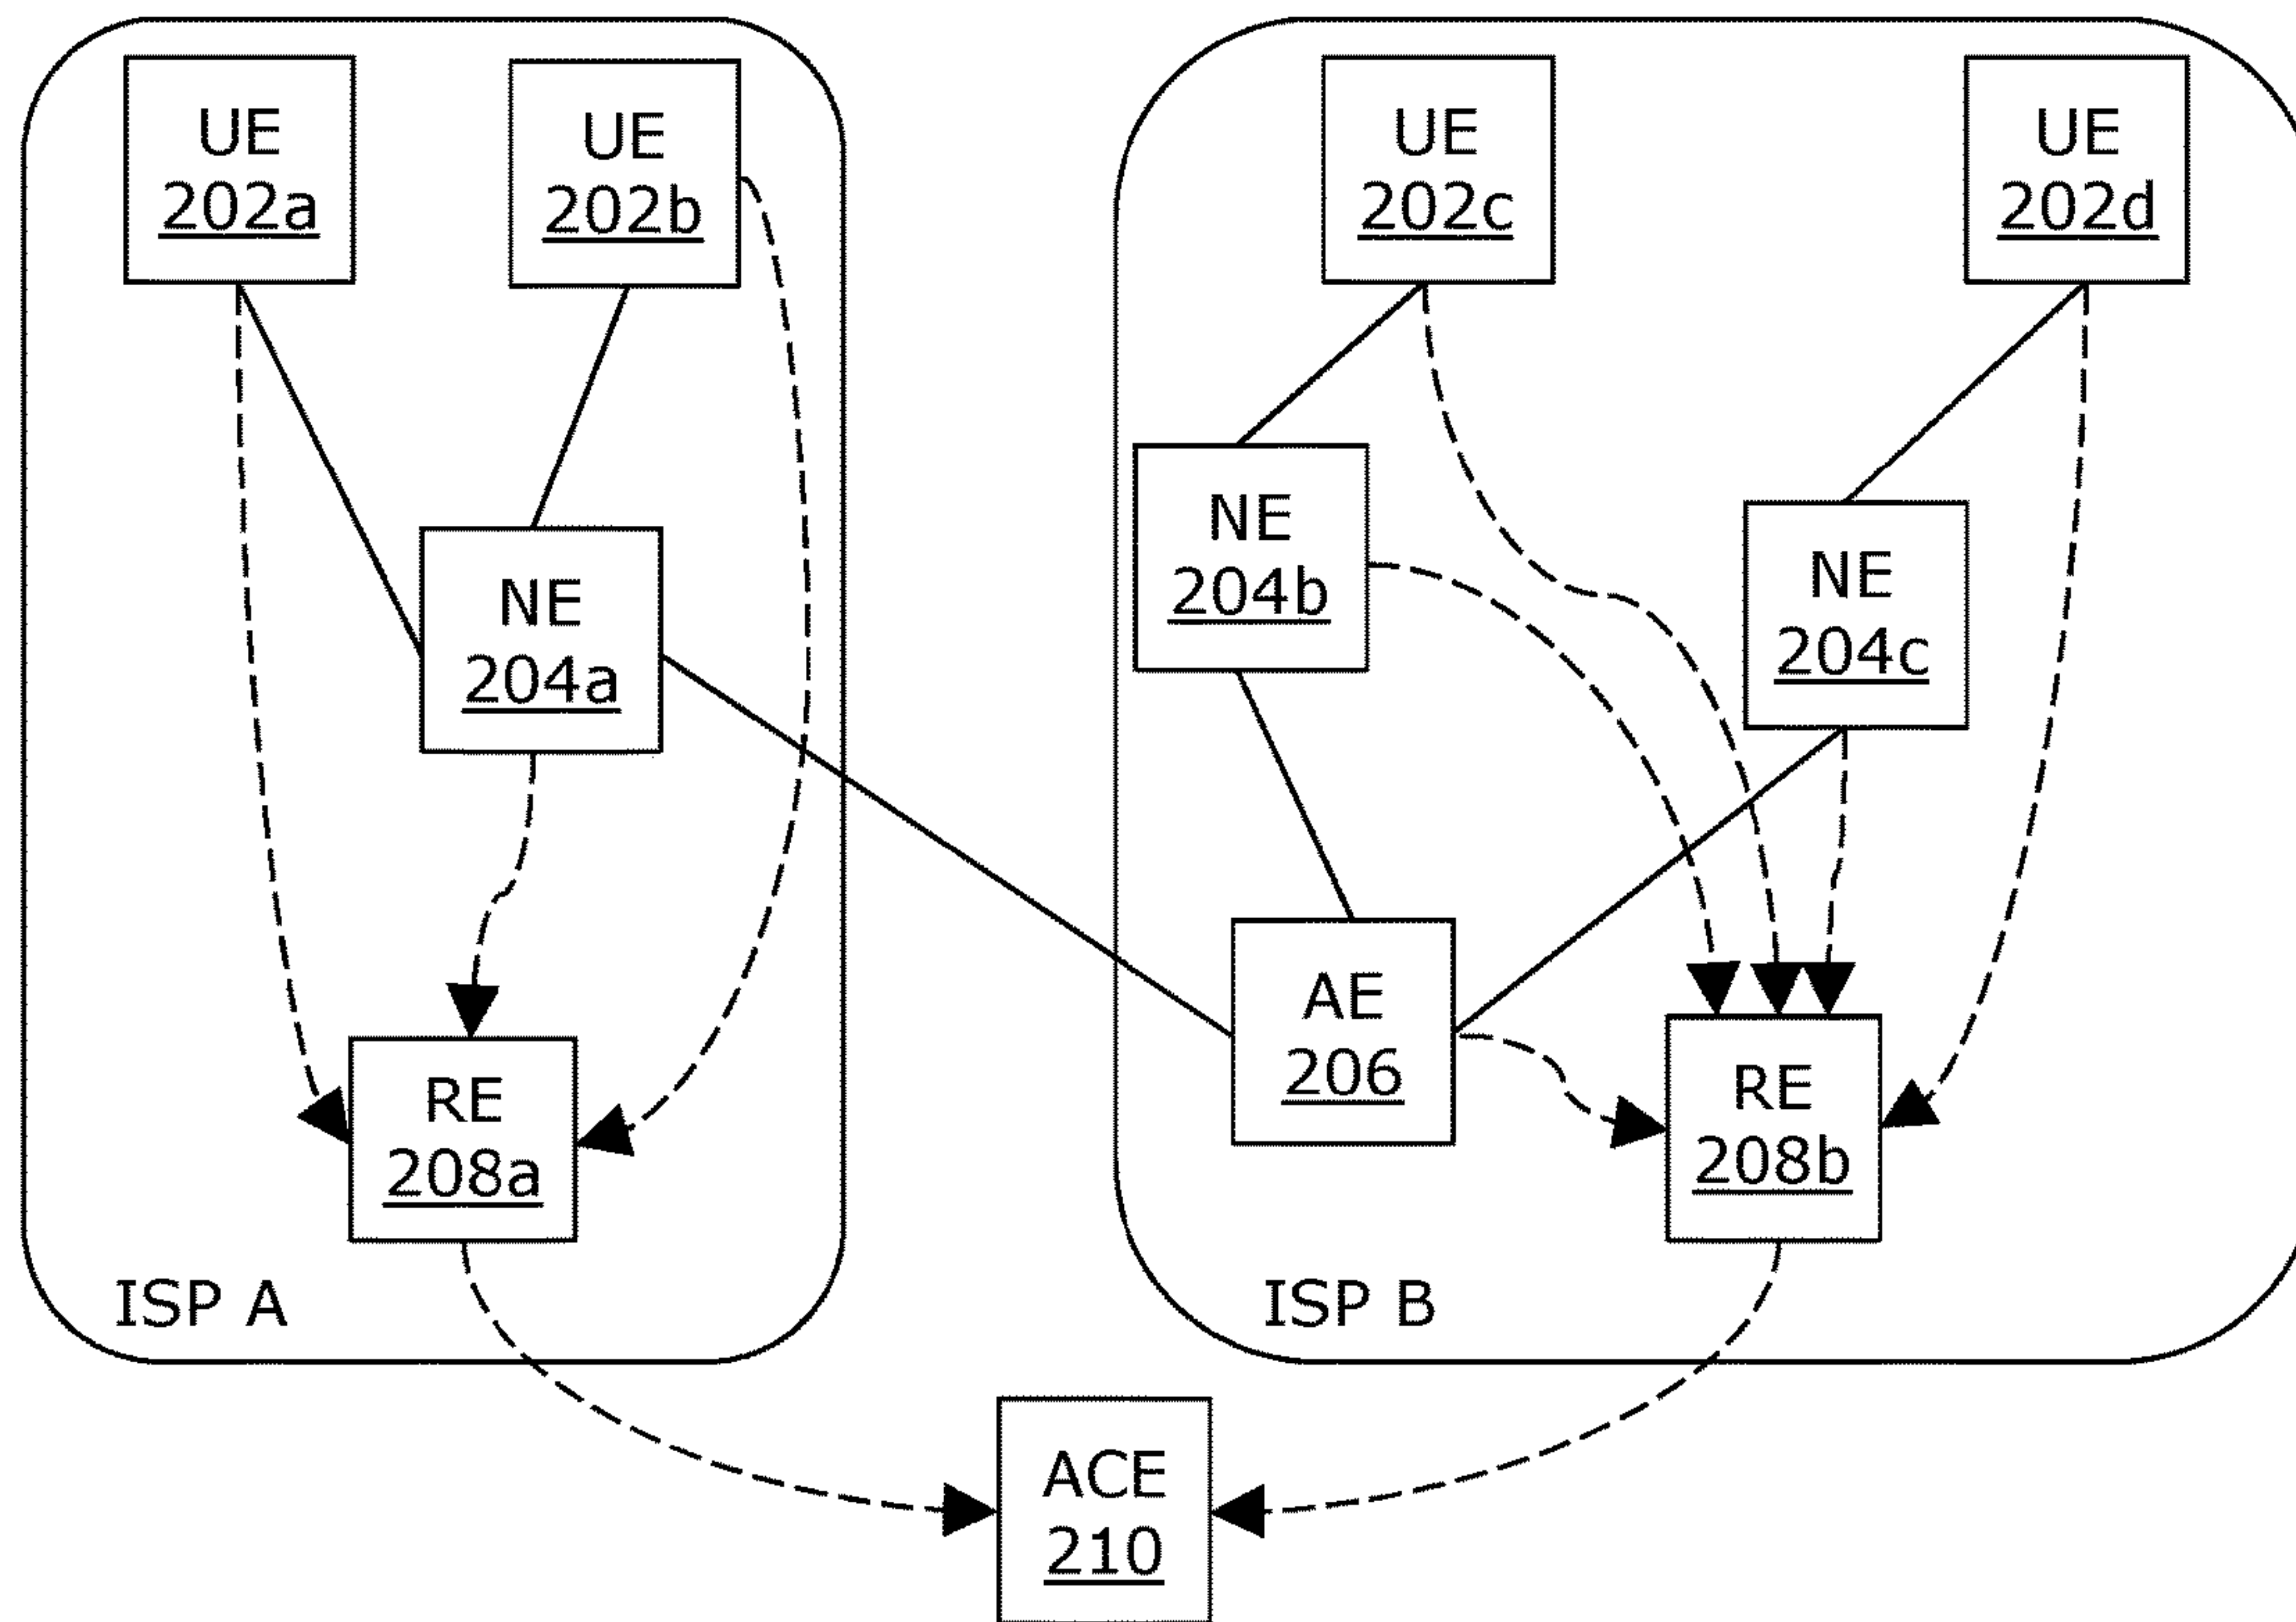 UE
202a
UE
202b
UE
202c
UE
202d
NE
204a
NE
204b
NE
204c
AE
206
RE
208a
RE
208b
ISP A
ISP B
ACE
210